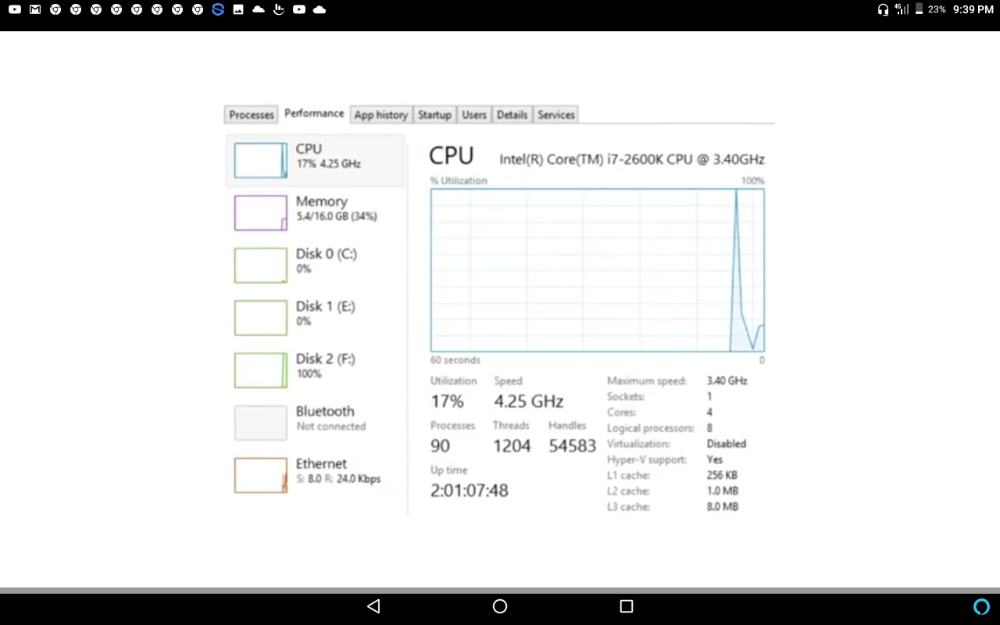 4G 23% 9:39 PM
Processes Performance App history Startup Users Details Services
CPU
17% 4.25 GHz
Memory
5.4/16.0 GB (34%)
Disk 0 (C:)
0%
Disk 1 (E:)
0%
Disk 2 (F:)
100%
Bluetooth
Not connected
Ethernet
S: 8.0 R: 24.0 Kbps
CPU Intel(R) Core(TM) i7-2600K CPU @ 3.40GHz
% Utilization 100%
60 seconds 0
Utilization Speed
17% 4.25 GHz
Processes Threads Handles
90 1204 54583
Up time
2:01:07:48
Maximum speed: 3.40 GHz
Sockets: 1
Cores: 4
Logical processors: 8
Virtualization: Disabled
Hyper-V support: Yes
L1 cache: 256 KB
L2 cache: 1.0 MB
L3 cache: 8.0 MB